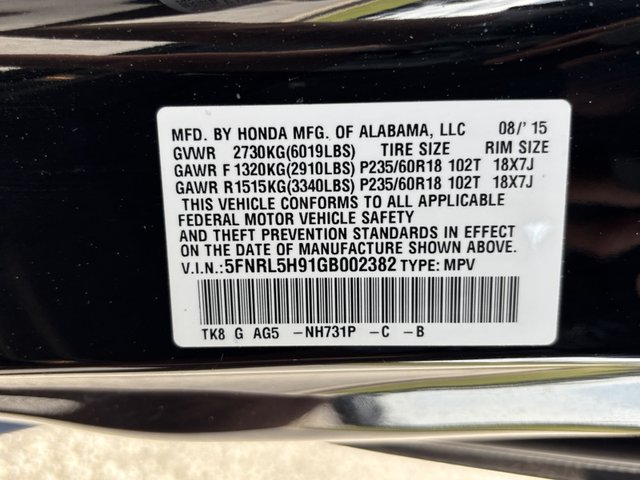 MFD. BY HONDA MFG. OF ALABAMA, LLC 08/'15
GVWR 2730KG(6019LBS) TIRE SIZE RIM SIZE
GAWR F 1320KG(2910LBS) P235/60R18 102T 18X7J
GAWR R1515KG(3340LBS) P235/60R18 102T 18X7J
THIS VEHICLE CONFORMS TO ALL APPLICABLE
FEDERAL MOTOR VEHICLE SAFETY
AND THEFT PREVENTION STANDARDS IN EFFECT
ON THE DATE OF MANUFACTURE SHOWN ABOVE.
V.I.N.:5FNRL5H91GB002382 TYPE: MPV
TK8 G AG5 -NH731P -C -B